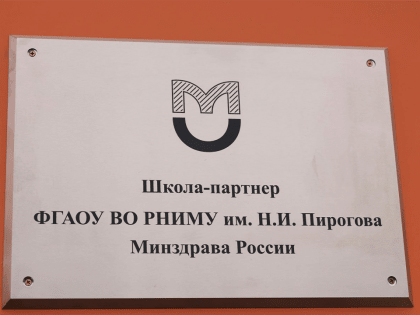 Школа-партнер
ФГАОУ ВО РНИМУ им. Н.И. Пирогова
Минздрава России